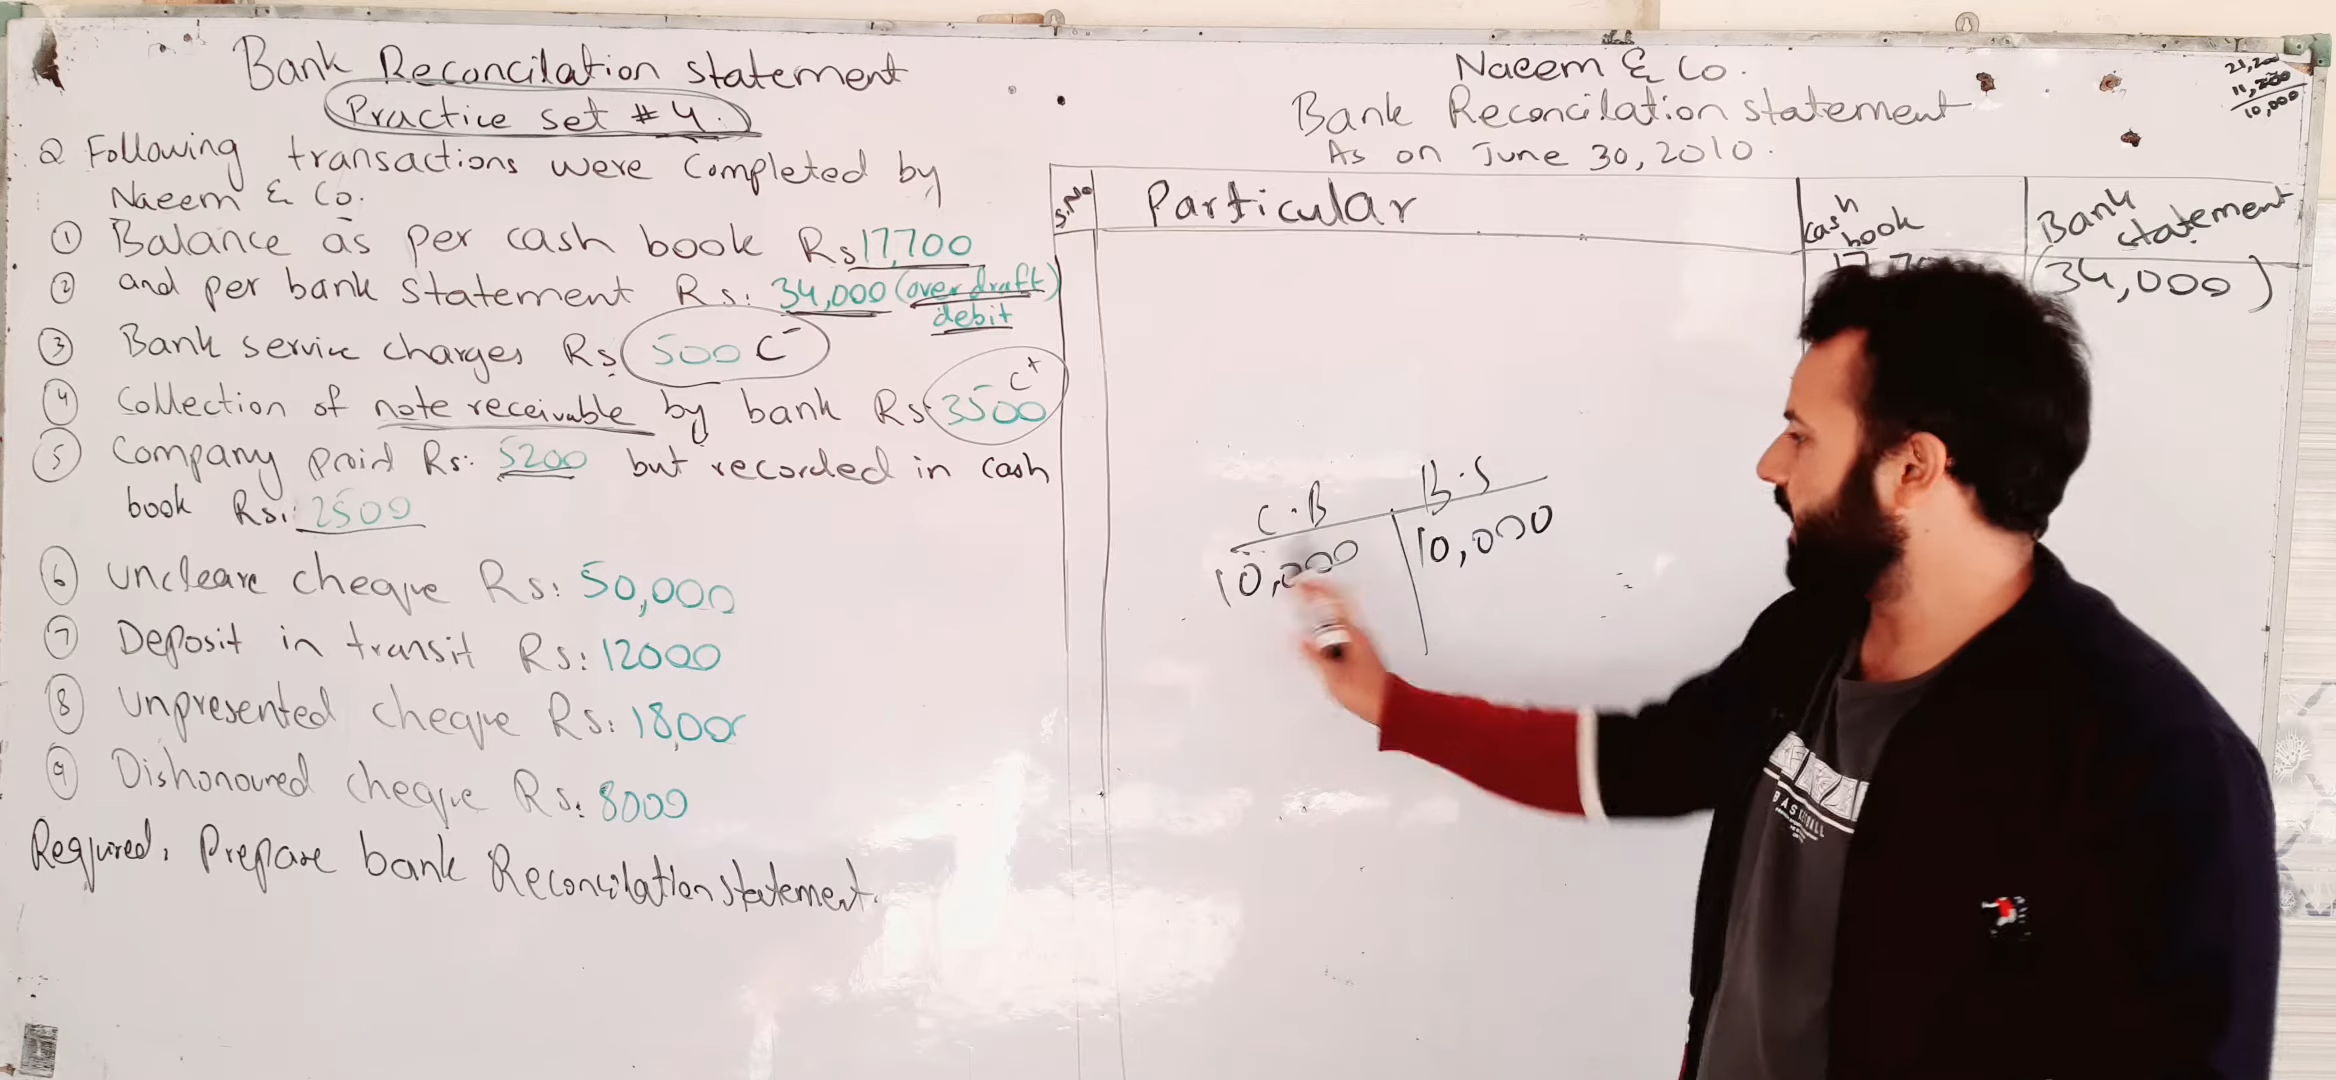 Bank Reconcilation statement
Practice set # 4.
Q Following transactions were completed by
Naeem & Co.
① Balance as per cash book Rs 17,700
② and per bank statement Rs: 34,000 (over draft)
debit
③ Bank service charges Rs 500 C⁻
④ Collection of note receivable by bank Rs 3500 C⁺
⑤ Company paid Rs: 5200 but recorded in cash
book Rs: 2500
⑥ uncleare cheque Rs: 50,000
⑦ Deposit in transit Rs: 12000
⑧ unpresented cheque Rs: 18,000
⑨ Dishonoured cheque Rs: 8000
Required, Prepare bank Reconcilation statement.
Naeem & Co.
Bank Reconcilation statement
As on June 30, 2010.
21,200
11,200
10,000
S.No Particular cash book Bank statement
(34,000)
C.B B.S
10,000 10,000
BASKETBALL